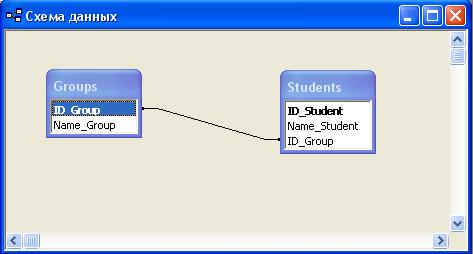 Схема данных
Groups
ID_Group
Name_Group
Students
ID_Student
Name_Student
ID_Group